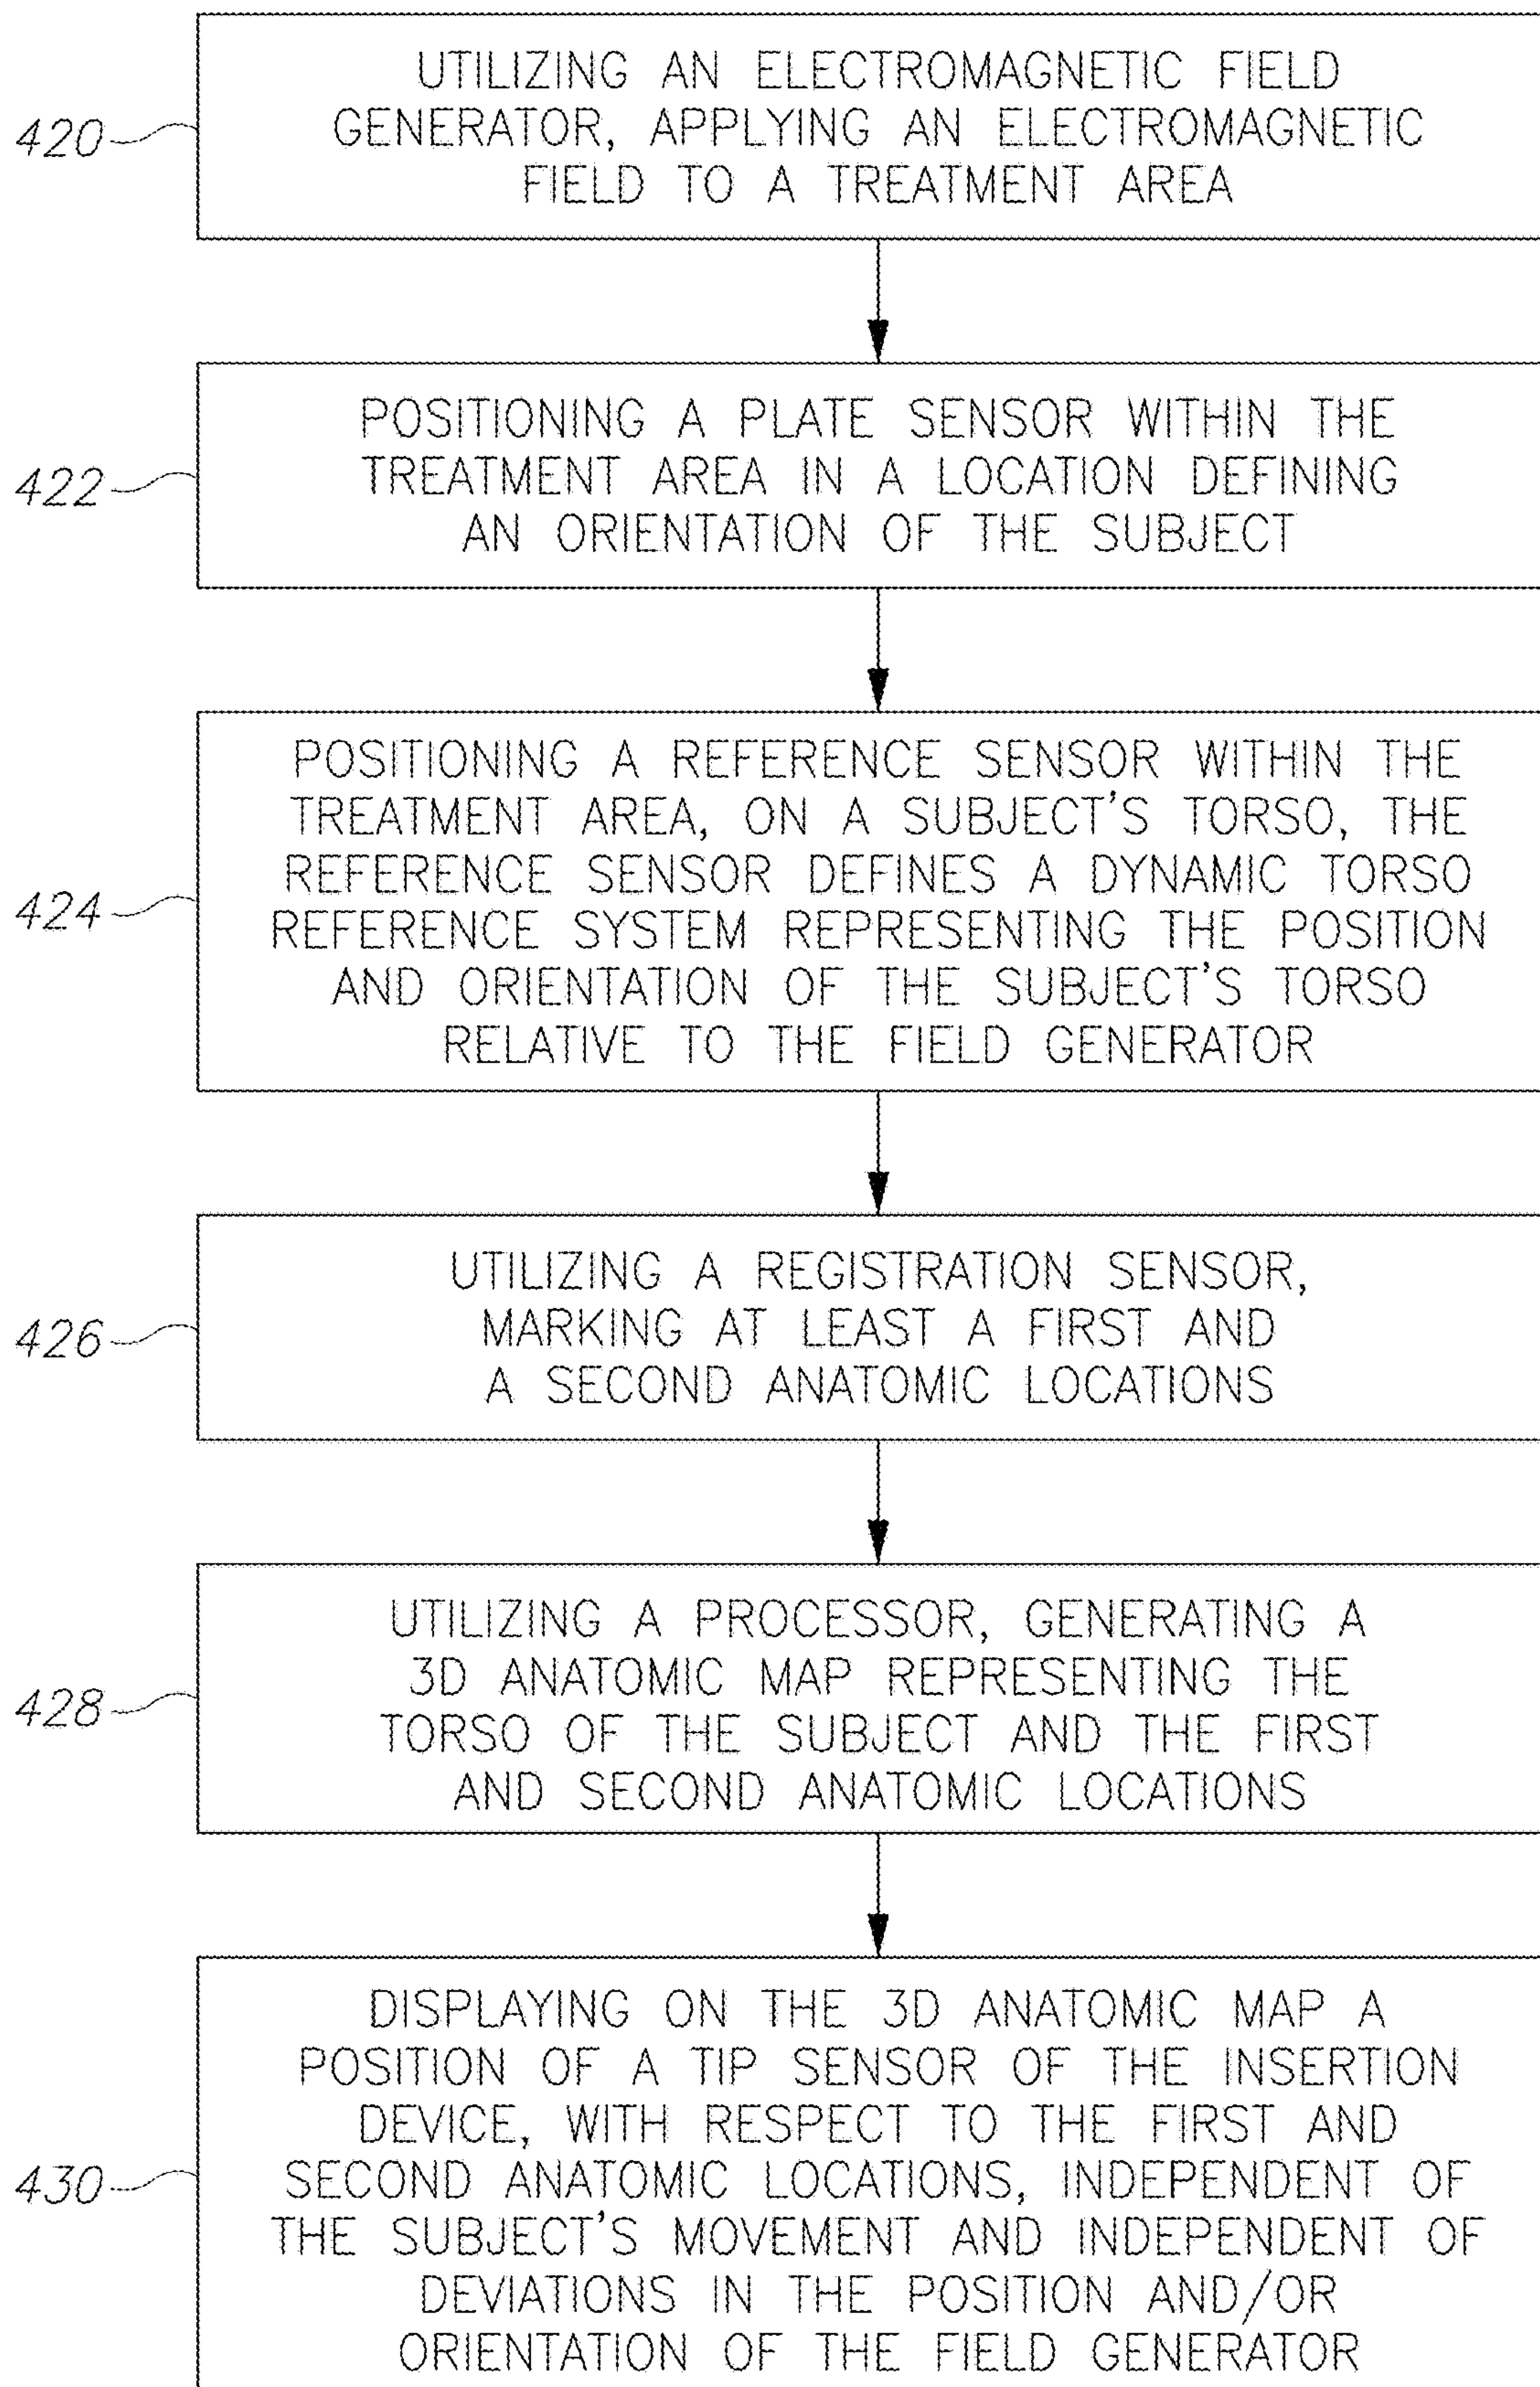 UTILIZING AN ELECTROMAGNETIC FIELD
GENERATOR, APPLYING AN ELECTROMAGNETIC
FIELD TO A TREATMENT AREA
420
POSITIONING A PLATE SENSOR WITHIN THE
TREATMENT AREA IN A LOCATION DEFINING
AN ORIENTATION OF THE SUBJECT
422
POSITIONING A REFERENCE SENSOR WITHIN THE
TREATMENT AREA, ON A SUBJECT'S TORSO, THE
REFERENCE SENSOR DEFINES A DYNAMIC TORSO
REFERENCE SYSTEM REPRESENTING THE POSITION
AND ORIENTATION OF THE SUBJECT'S TORSO
RELATIVE TO THE FIELD GENERATOR
424
UTILIZING A REGISTRATION SENSOR,
MARKING AT LEAST A FIRST AND
A SECOND ANATOMIC LOCATIONS
426
UTILIZING A PROCESSOR, GENERATING A
3D ANATOMIC MAP REPRESENTING THE
TORSO OF THE SUBJECT AND THE FIRST
AND SECOND ANATOMIC LOCATIONS
428
DISPLAYING ON THE 3D ANATOMIC MAP A
POSITION OF A TIP SENSOR OF THE INSERTION
DEVICE, WITH RESPECT TO THE FIRST AND
SECOND ANATOMIC LOCATIONS, INDEPENDENT OF
THE SUBJECT'S MOVEMENT AND INDEPENDENT OF
DEVIATIONS IN THE POSITION AND/OR
ORIENTATION OF THE FIELD GENERATOR
430